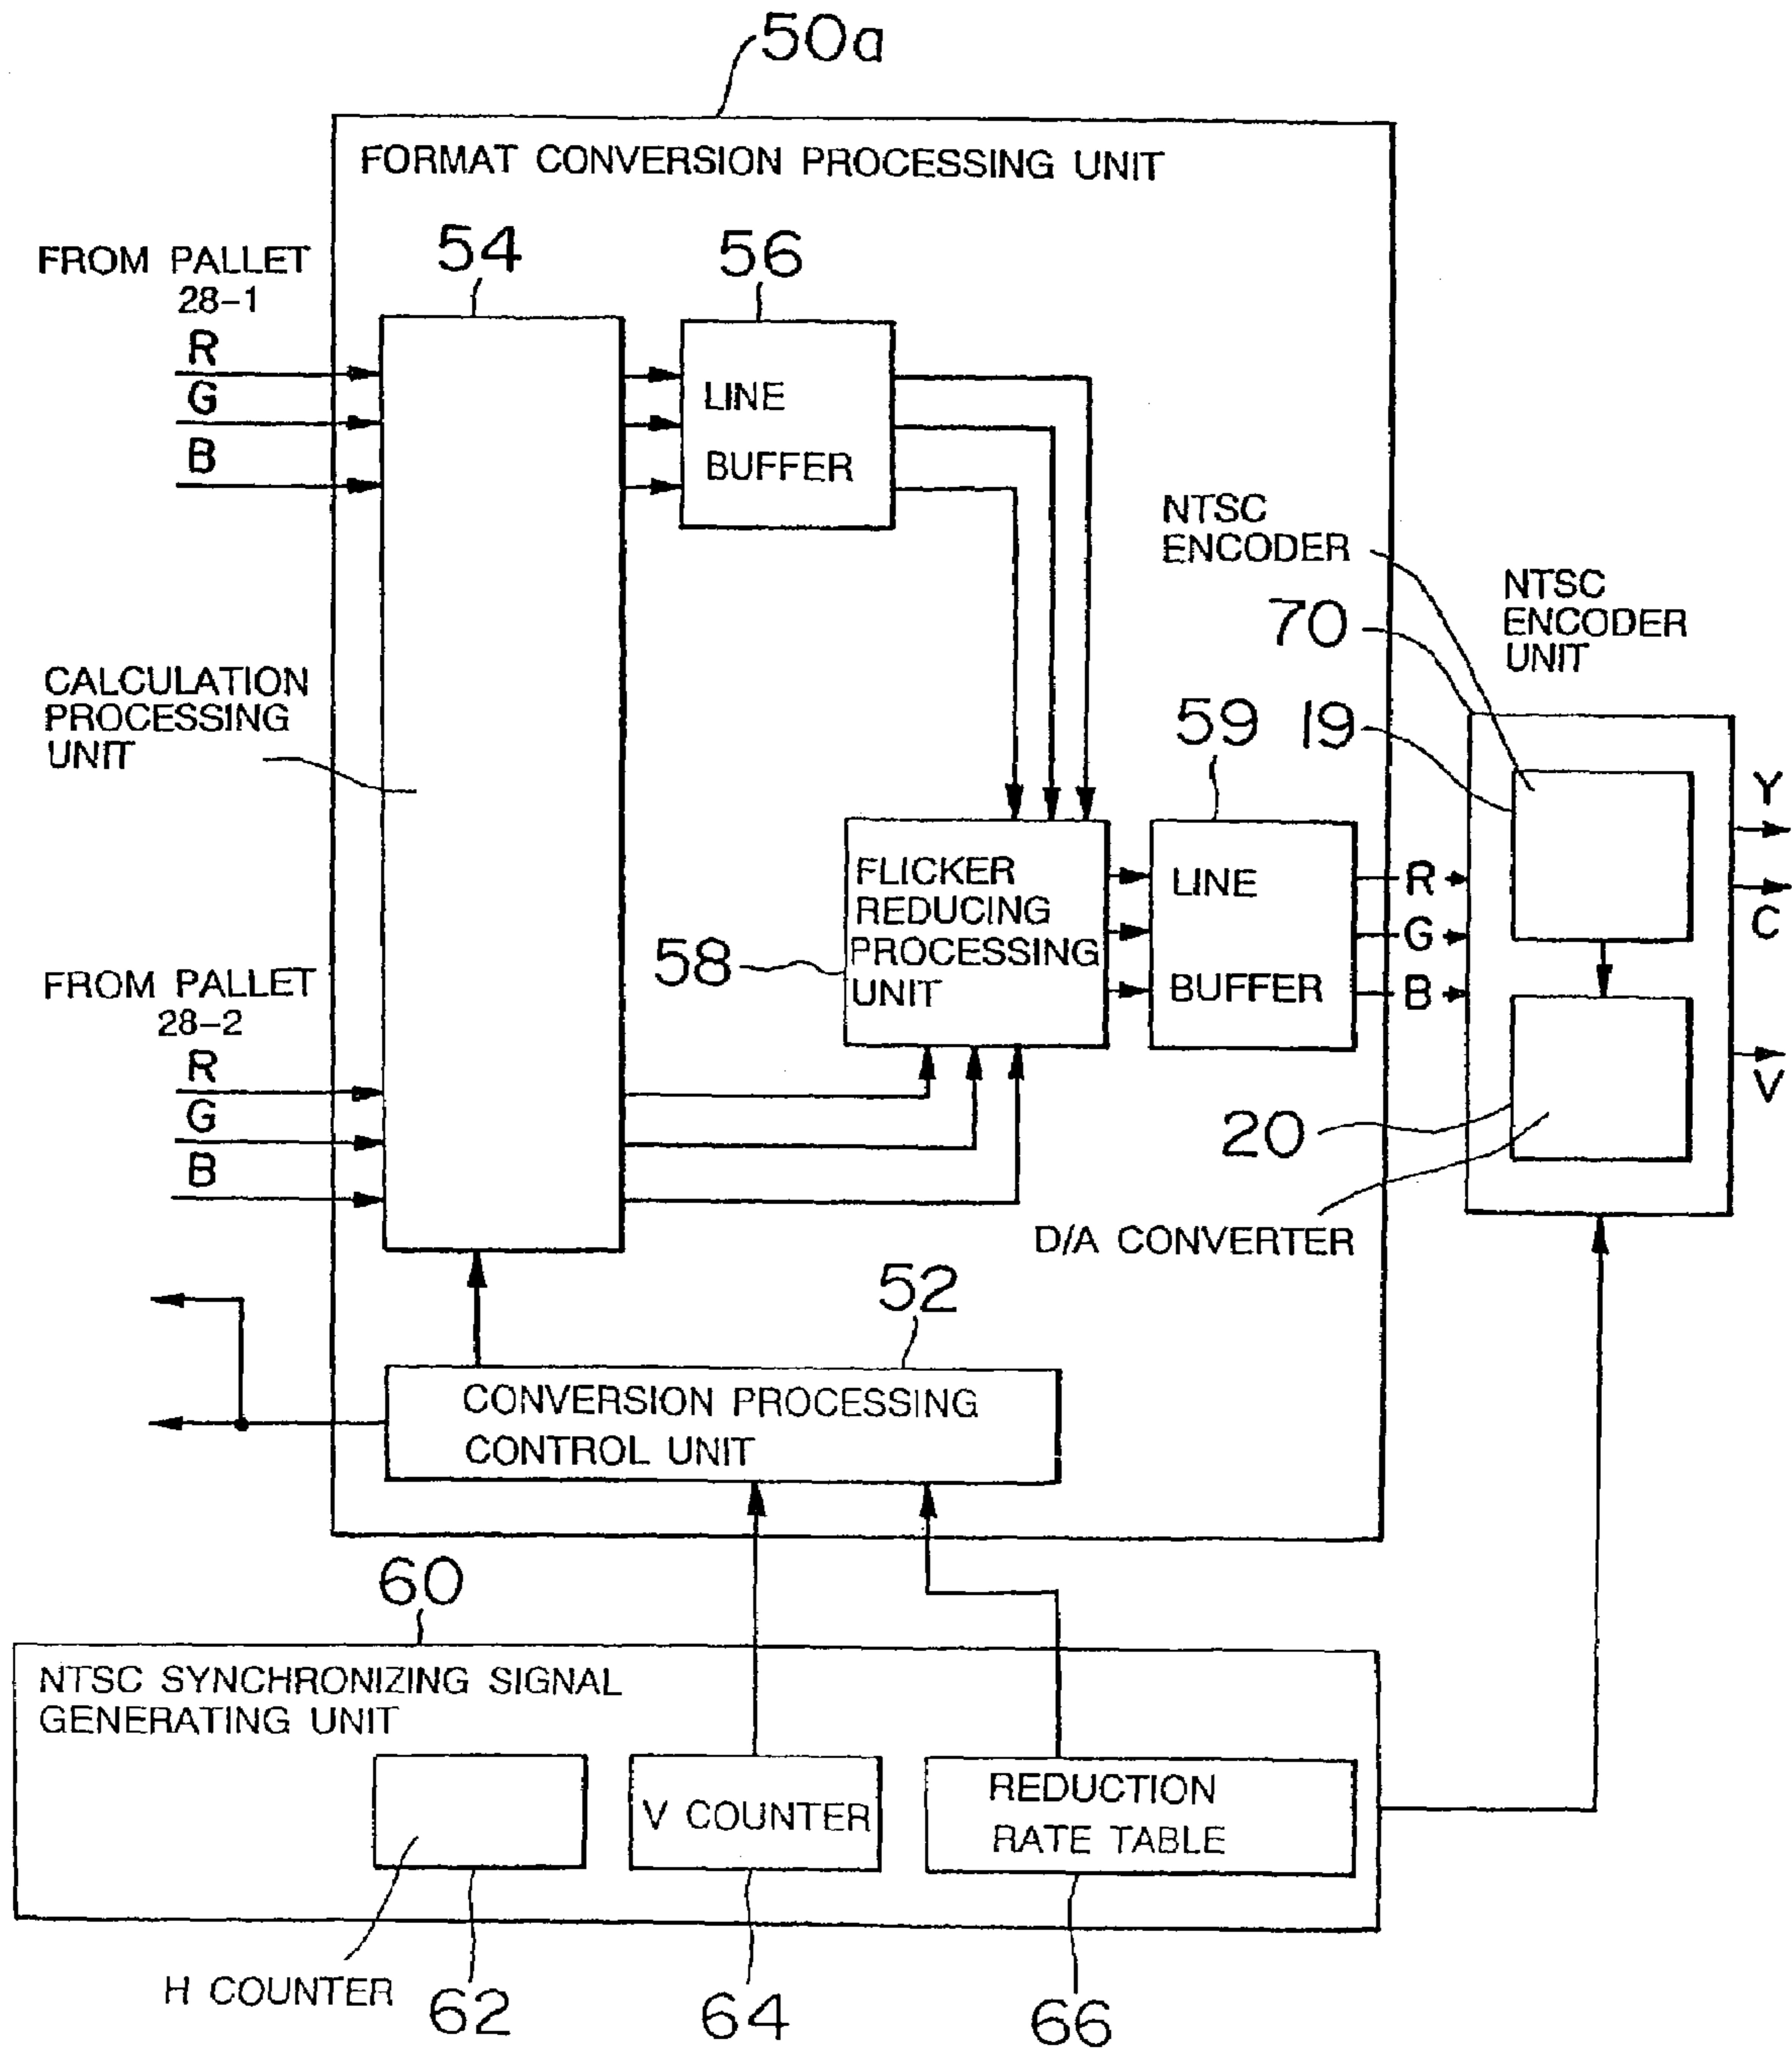 50a
FORMAT CONVERSION PROCESSING UNIT
FROM PALLET
28-1
R
G
B
54
56
LINE
BUFFER
NTSC
ENCODER
70
NTSC
ENCODER
UNIT
CALCULATION
PROCESSING
UNIT
59
19
FLICKER
REDUCING
PROCESSING
UNIT
58
LINE
BUFFER
R
G
B
Y
C
V
FROM PALLET
28-2
R
G
B
20
D/A CONVERTER
52
CONVERSION PROCESSING
CONTROL UNIT
60
NTSC SYNCHRONIZING SIGNAL
GENERATING UNIT
V COUNTER
REDUCTION
RATE TABLE
H COUNTER
62
64
66